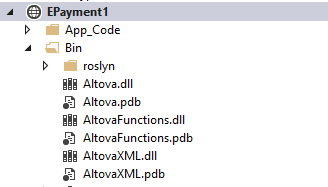 EPayment1
App_Code
Bin
roslyn
Altova.dll
Altova.pdb
AltovaFunctions.dll
AltovaFunctions.pdb
AltovaXML.dll
AltovaXML.pdb